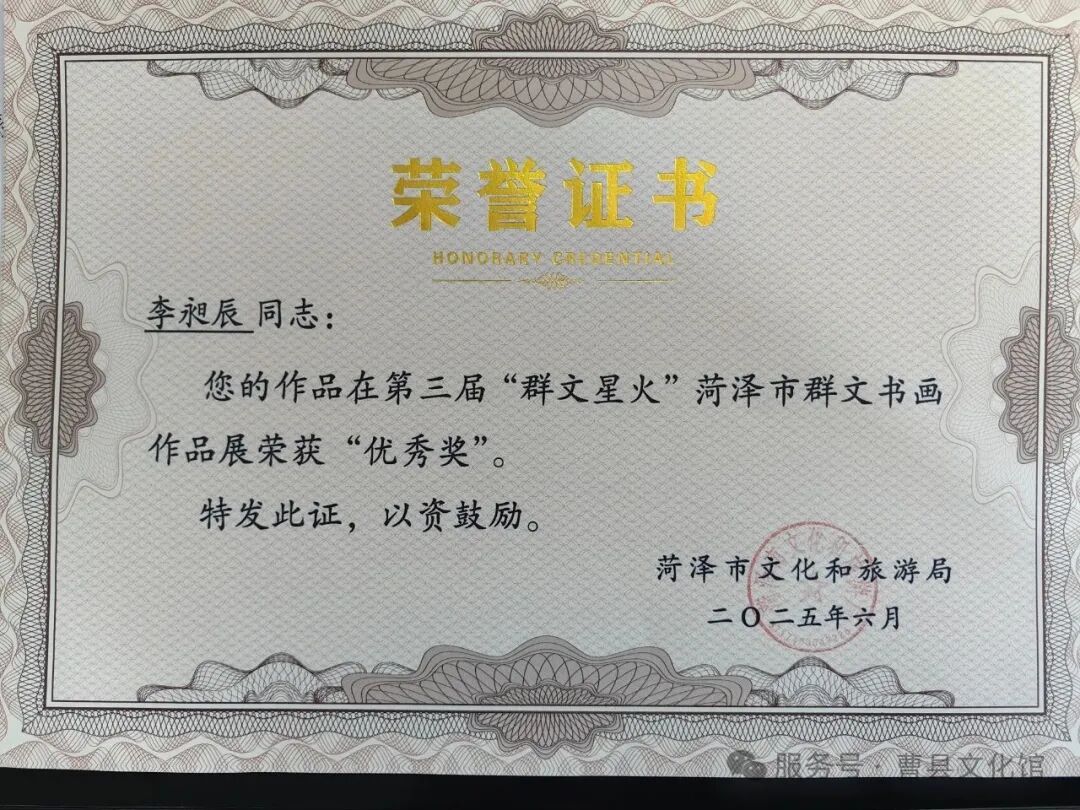 荣誉证书
HONORARY CREDENTIAL
李昶辰 同志：
您的作品在第三届“群文星火”菏泽市群文书画
作品展荣获“优秀奖”。
特发此证，以资鼓励。
菏泽市文化和旅游局
二〇二五年六月
服务号·曹县文化馆